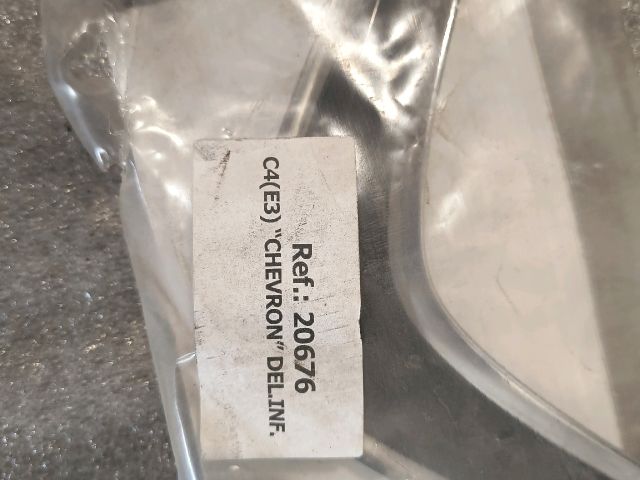 Ref.: 20676
C4(E3) “CHEVRON” DEL.INF.